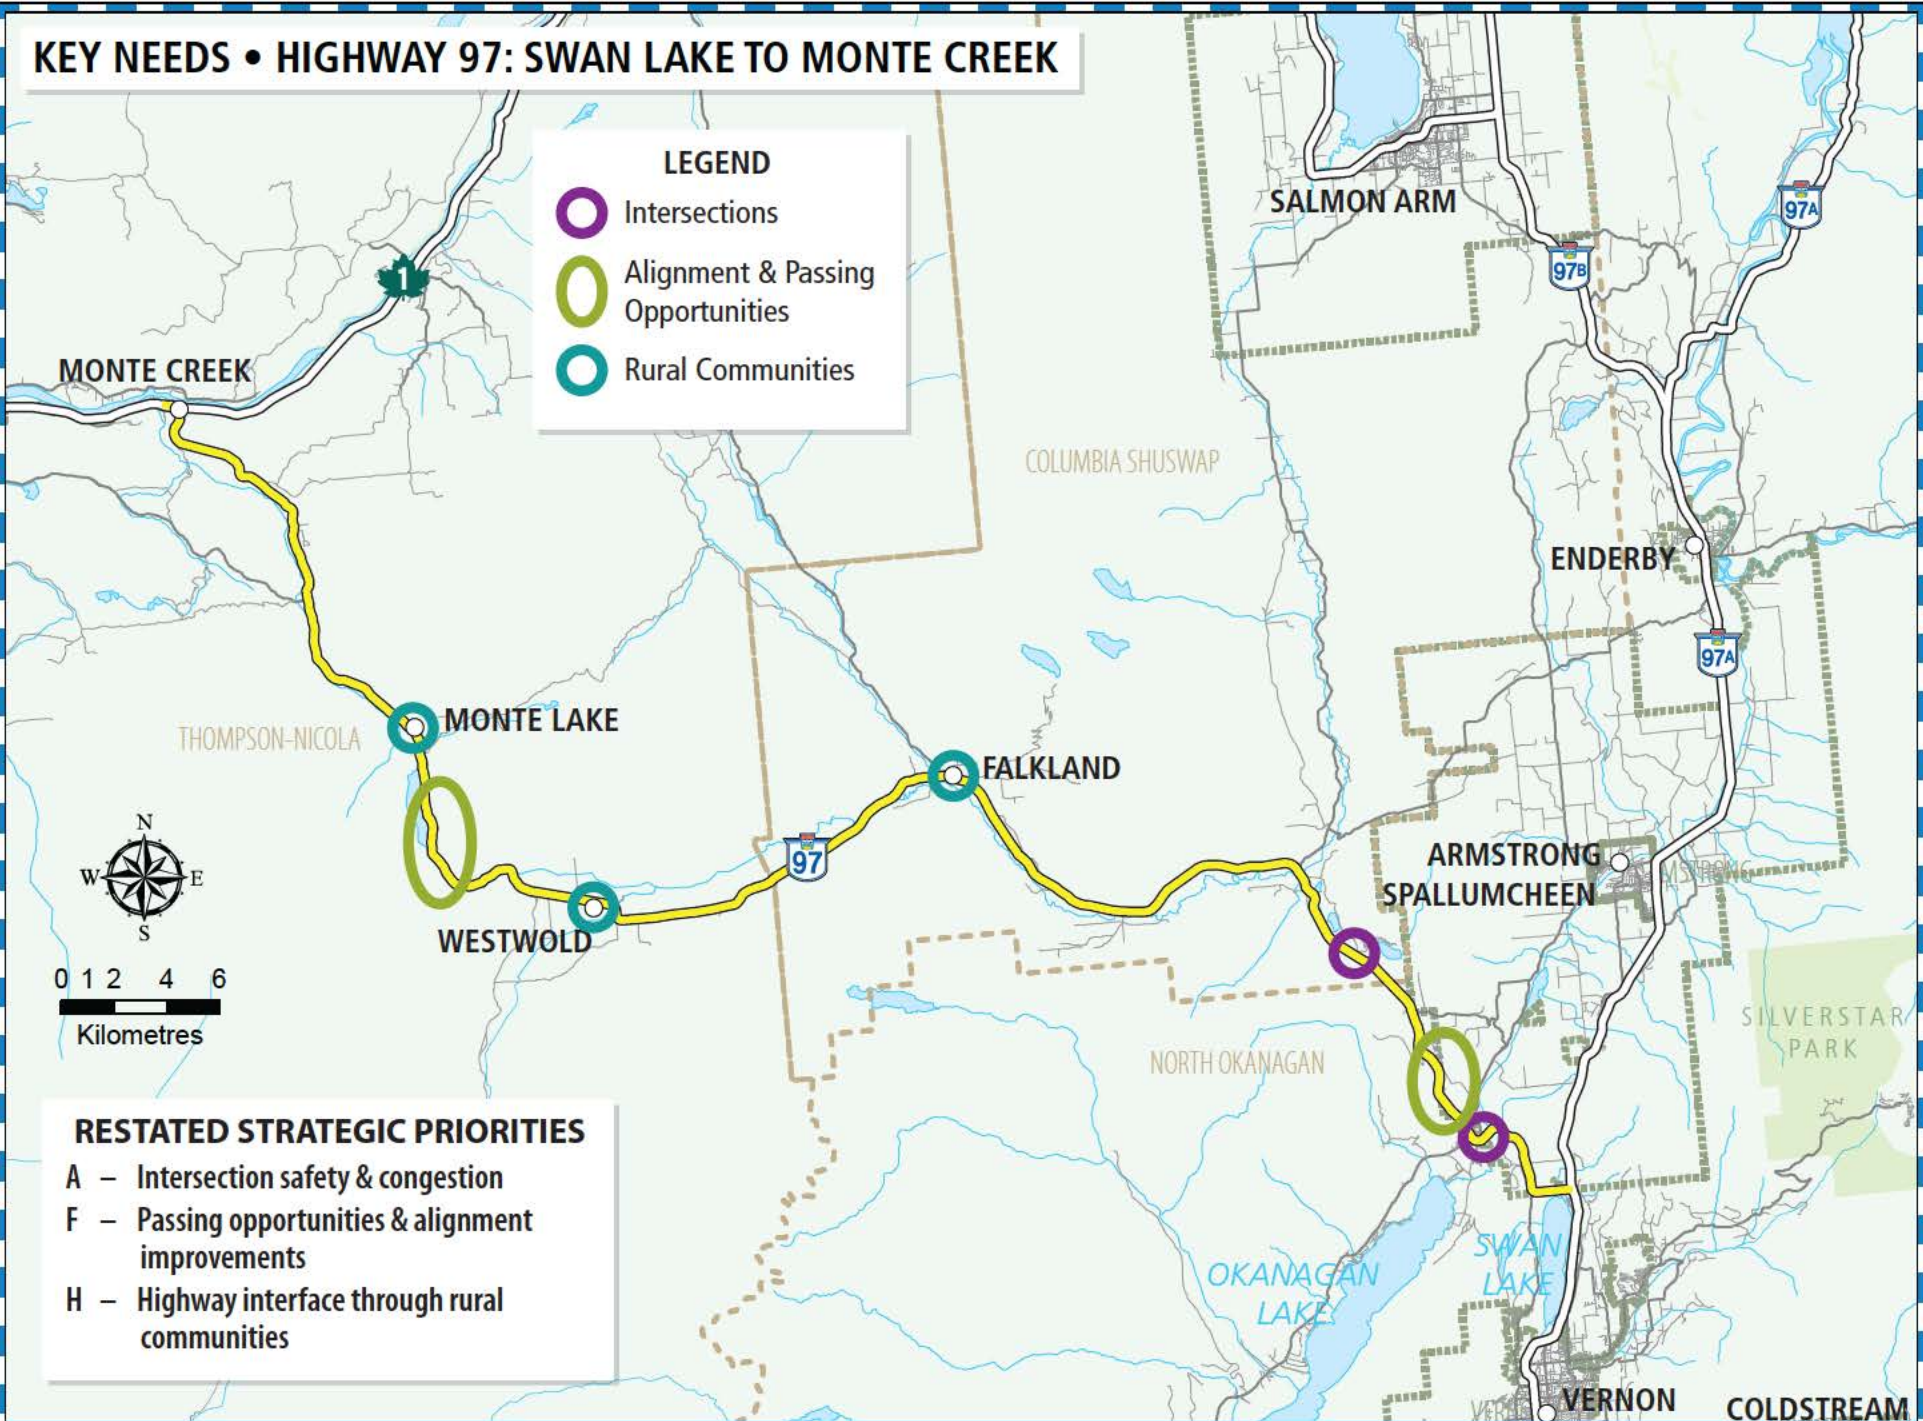 KEY NEEDS • HIGHWAY 97: SWAN LAKE TO MONTE CREEK
LEGEND
Intersections
Alignment & Passing
Opportunities
Rural Communities
SALMON ARM
97A
97B
1
MONTE CREEK
COLUMBIA SHUSWAP
ENDERBY
97A
MONTE LAKE
THOMPSON-NICOLA
FALKLAND
97
ARMSTRONG
SPALLUMCHEEN
WESTWOLD
N
W E
S
0 1 2 4 6
Kilometres
SILVERSTAR
PARK
NORTH OKANAGAN
RESTATED STRATEGIC PRIORITIES
A – Intersection safety & congestion
F – Passing opportunities & alignment
improvements
H – Highway interface through rural
communities
OKANAGAN
LAKE
SWAN
LAKE
VERNON
COLDSTREAM